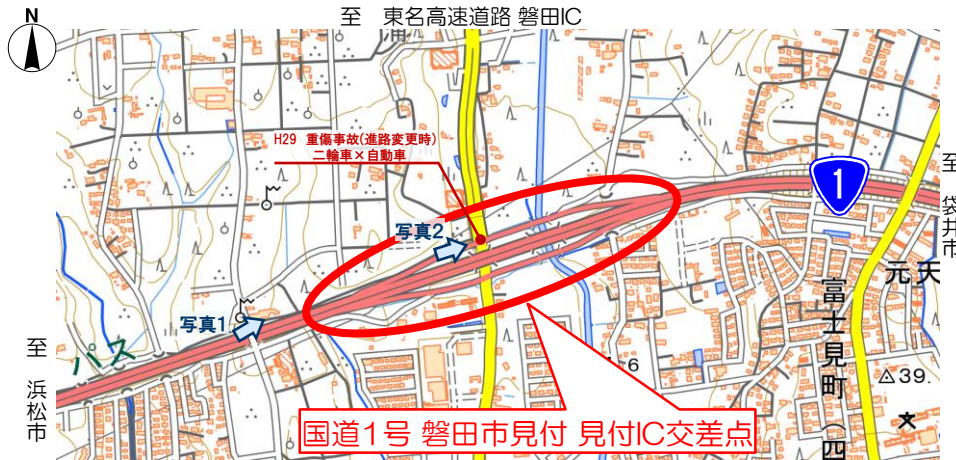 至 東名高速道路 磐田IC
N
H29 重傷事故(進路変更時)
二輪車×自動車
1
至 袋井市
写真2
写真1
元天
富士見町（四
至 浜松市
パス
6
39.
国道1号 磐田市見付 見付IC交差点